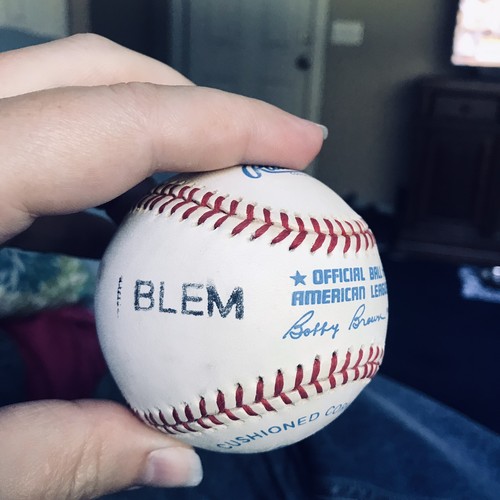 BLEM
★ OFFICIAL BAL
AMERICAN LEAG
Bobby Brown
CUSHIONED CO